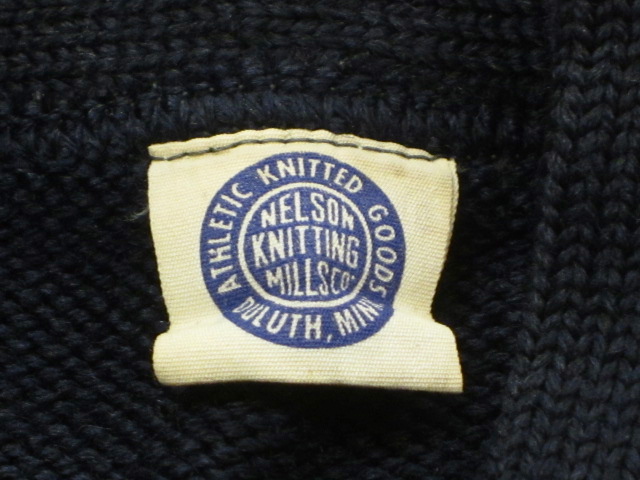 ATHLETIC KNITTED GOODS
NELSON
KNITTING
MILLS CO.
DULUTH, MINN